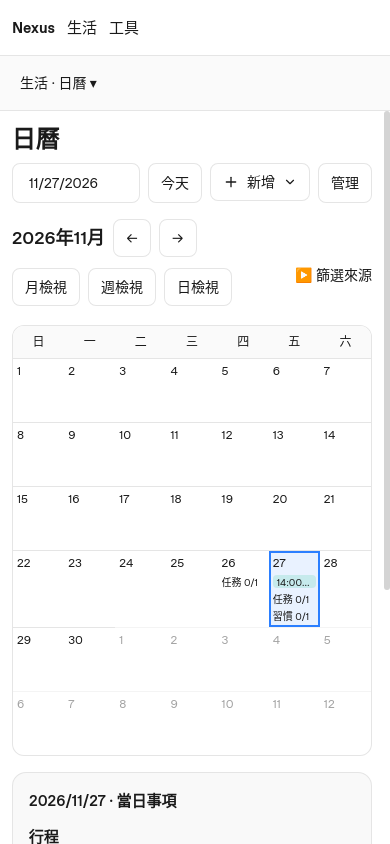 Nexus 生活 工具
生活 · 日曆 ▾
日曆
11/27/2026 今天 + 新增 管理
2026年11月 ← →
月檢視 週檢視 日檢視 ▶️ 篩選來源
日 一 二 三 四 五 六
1 2 3 4 5 6 7
8 9 10 11 12 13 14
15 16 17 18 19 20 21
22 23 24 25 26 27 28
任務 0/1 14:00...
任務 0/1
習慣 0/1
29 30 1 2 3 4 5
6 7 8 9 10 11 12
2026/11/27 · 當日事項
行程